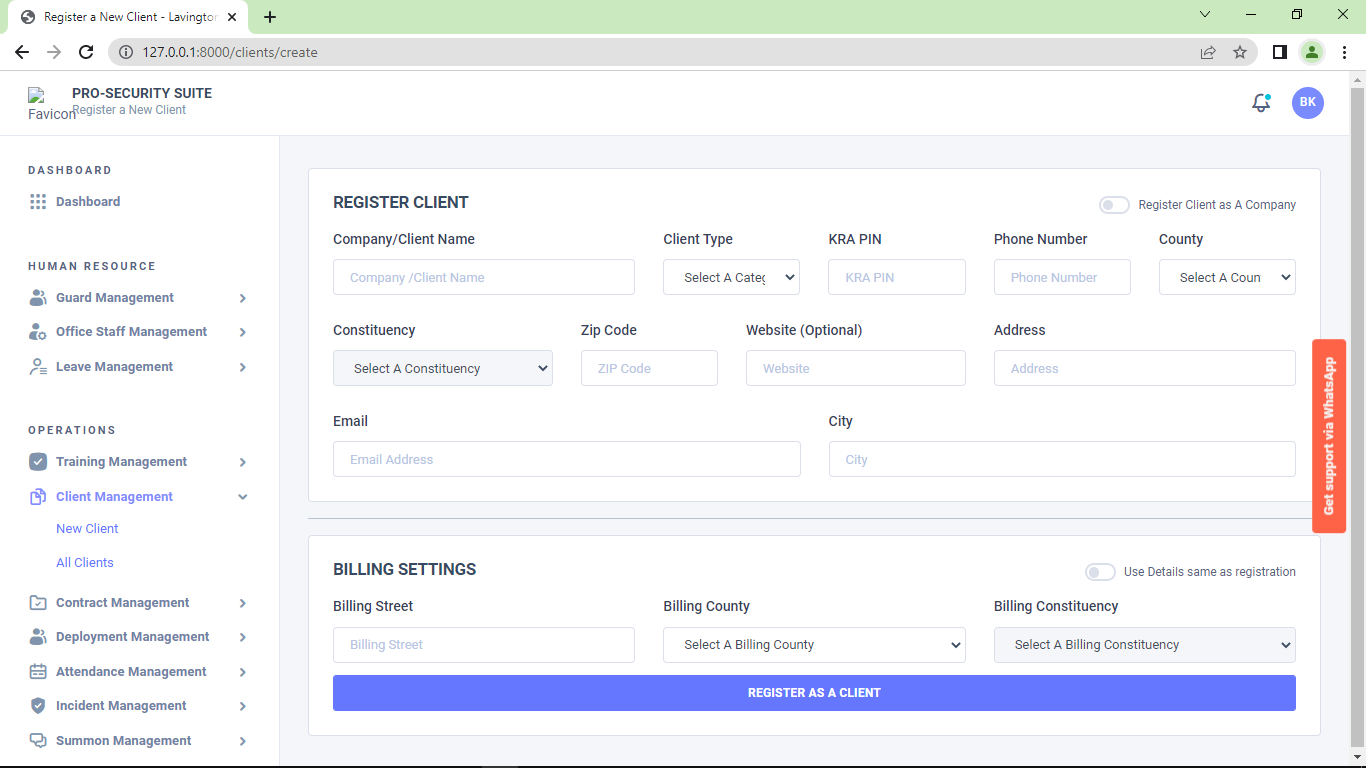 Register a New Client - Lavington
127.0.0.1:8000/clients/create
Favicon
PRO-SECURITY SUITE
Register a New Client
BK
DASHBOARD
Dashboard
HUMAN RESOURCE
Guard Management
Office Staff Management
Leave Management
OPERATIONS
Training Management
Client Management
New Client
All Clients
Contract Management
Deployment Management
Attendance Management
Incident Management
Summon Management
REGISTER CLIENT
Register Client as A Company
Company/Client Name
Client Type
KRA PIN
Phone Number
County
Company /Client Name
Select A Categ
KRA PIN
Phone Number
Select A Coun
Constituency
Zip Code
Website (Optional)
Address
Select A Constituency
ZIP Code
Website
Address
Email
City
Email Address
City
Get support via WhatsApp
BILLING SETTINGS
Use Details same as registration
Billing Street
Billing County
Billing Constituency
Billing Street
Select A Billing County
Select A Billing Constituency
REGISTER AS A CLIENT